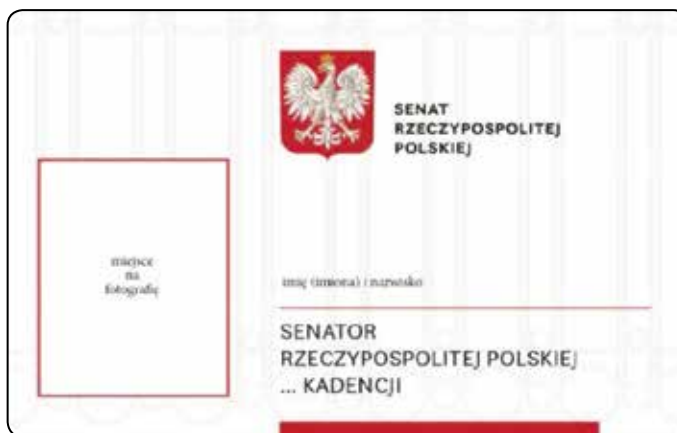 SENAT
RZECZYPOSPOLITEJ
POLSKIEJ
miejsce
na
fotografię
imię (imiona) i nazwisko
SENATOR
RZECZYPOSPOLITEJ POLSKIEJ
... KADENCJI